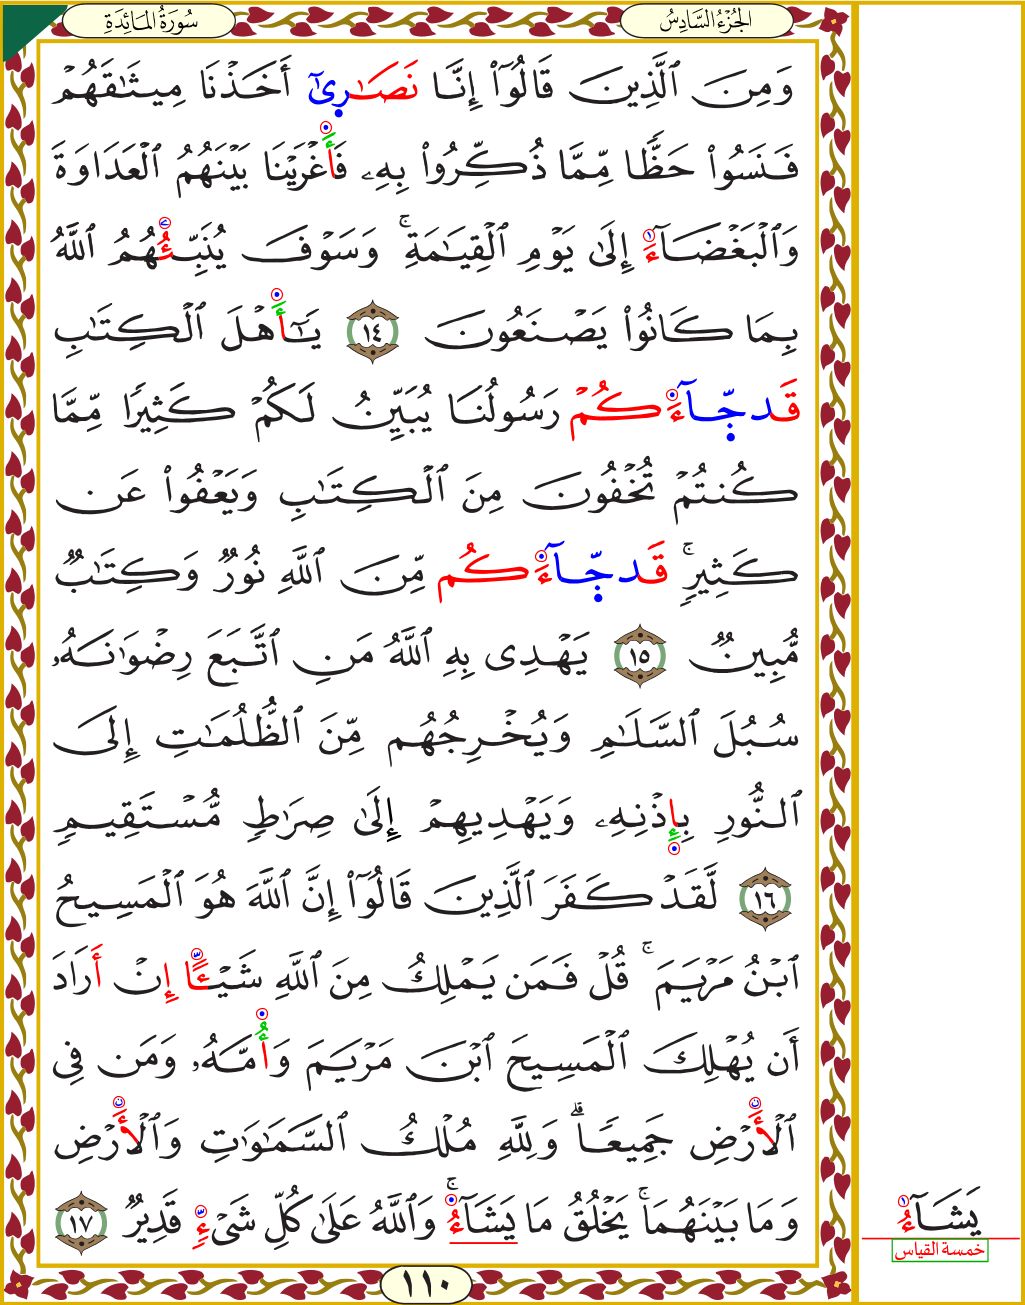 سُورَةُ المَائِدَةِ
الجُزْءُ السَّادِسُ
وَمِنَ ٱلَّذِينَ قَالُوٓا۟ إِنَّا نَصَـٰرِىٰٓ أَخَذْنَا مِيثَـٰقَهُمْ
فَنَسُوا۟ حَظًّا مِّمَّا ذُكِّرُوا۟ بِهِۦ فَأَغْرَيْنَا بَيْنَهُمُ ٱلْعَدَاوَةَ
وَٱلْبَغْضَآءَ إِلَىٰ يَوْمِ ٱلْقِيَـٰمَةِ ۚ وَسَوْفَ يُنَبِّئُهُمُ ٱللَّهُ
بِمَا كَانُوا۟ يَصْنَعُونَ ١٤ يَـٰٓأَهْلَ ٱلْكِتَـٰبِ
قَدجِّآءَكُمْ رَسُولُنَا يُبَيِّنُ لَكُمْ كَثِيرًا مِّمَّا
كُنتُمْ تُخْفُونَ مِنَ ٱلْكِتَـٰبِ وَيَعْفُوا۟ عَن
كَثِيرٍ ۚ قَدجِّآءَكُم مِّنَ ٱللَّهِ نُورٌ وَكِتَـٰبٌ
مُّبِينٌ ١٥ يَهْدِى بِهِ ٱللَّهُ مَنِ ٱتَّبَعَ رِضْوَٰنَهُۥ
سُبُلَ ٱلسَّلَـٰمِ وَيُخْرِجُهُم مِّنَ ٱلظُّلُمَـٰتِ إِلَى
ٱلنُّورِ بِإِذْنِهِۦ وَيَهْدِيهِمْ إِلَىٰ صِرَٰطٍ مُّسْتَقِيمٍ
١٦ لَّقَدْ كَفَرَ ٱلَّذِينَ قَالُوٓا۟ إِنَّ ٱللَّهَ هُوَ ٱلْمَسِيحُ
ٱبْنُ مَرْيَمَ ۚ قُلْ فَمَن يَمْلِكُ مِنَ ٱللَّهِ شَيْـًٔا إِنْ أَرَادَ
أَن يُهْلِكَ ٱلْمَسِيحَ ٱبْنَ مَرْيَمَ وَأُمَّهُۥ وَمَن فِى
ٱلْأَرْضِ جَمِيعًا ۗ وَلِلَّهِ مُلْكُ ٱلسَّمَـٰوَٰتِ وَٱلْأَرْضِ
وَمَا بَيْنَهُمَا ۚ يَخْلُقُ مَا يَشَآءُ ۚ وَٱللَّهُ عَلَىٰ كُلِّ شَىْءٍ قَدِيرٌ ١٧
يَشَآءُ
خمسة القياس
١١٠